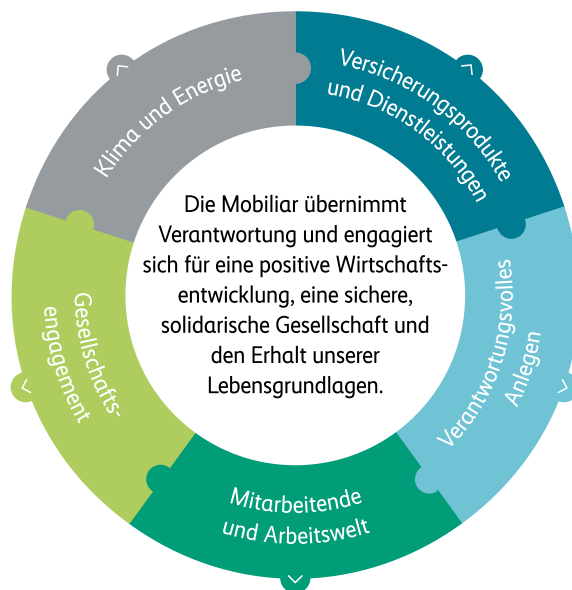 Klima und Energie
Versicherungsprodukte
und Dienstleistungen
Die Mobiliar übernimmt
Verantwortung und engagiert
sich für eine positive Wirtschafts-
entwicklung, eine sichere,
solidarische Gesellschaft und
den Erhalt unserer
Lebensgrundlagen.
Gesellschafts-
engagement
Verantwortungsvolles
Anlegen
Mitarbeitende
und Arbeitswelt